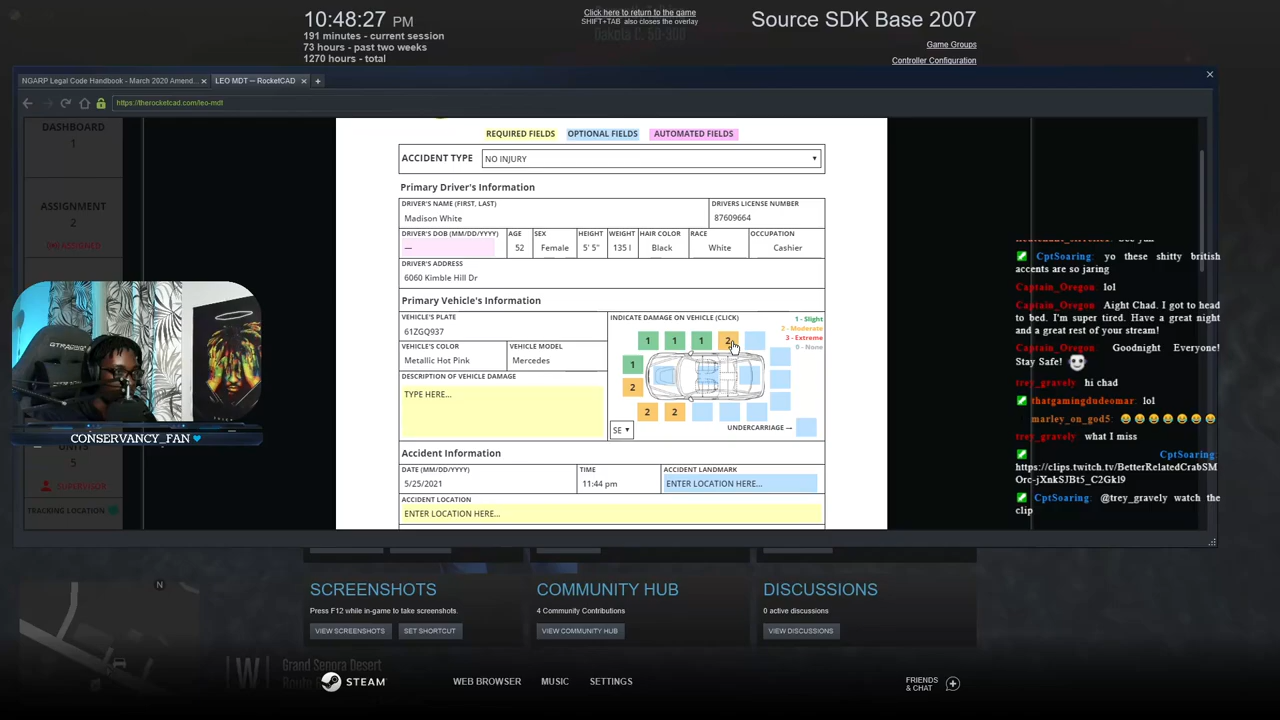 10:48:27 PM
191 minutes - current session
73 hours - past two weeks
1270 hours - total
Click here to return to the game
SHIFT+TAB also closes the overlay
Source SDK Base 2007
Game Groups
Controller Configuration
NGARP Legal Code Handbook - March 2020 Amend...
LEO MDT — RocketCAD
https://therocketcad.com/leo-mdt
DASHBOARD
1
ASSIGNMENT
2
5
SUPERVISOR
TRACKING LOCATION
REQUIRED FIELDS
OPTIONAL FIELDS
AUTOMATED FIELDS
ACCIDENT TYPE
NO INJURY
Primary Driver's Information
DRIVER'S NAME (FIRST, LAST)
Madison White
DRIVERS LICENSE NUMBER
87609664
DRIVER'S DOB (MM/DD/YYYY)
—
AGE
52
SEX
Female
HEIGHT
5' 5"
WEIGHT
135 l
HAIR COLOR
Black
RACE
White
OCCUPATION
Cashier
DRIVER'S ADDRESS
6060 Kimble Hill Dr
Primary Vehicle's Information
VEHICLE'S PLATE
61ZGQ937
VEHICLE'S COLOR
Metallic Hot Pink
VEHICLE MODEL
Mercedes
DESCRIPTION OF VEHICLE DAMAGE
TYPE HERE...
INDICATE DAMAGE ON VEHICLE (CLICK)
1 - Slight
2 - Moderate
3 - Extreme
0 - None
1 1 1 2
1
2
2 2
SE
UNDERCARRIAGE →
Accident Information
DATE (MM/DD/YYYY)
5/25/2021
TIME
11:44 pm
ACCIDENT LANDMARK
ENTER LOCATION HERE...
ACCIDENT LOCATION
ENTER LOCATION HERE...
CONSERVANCY_FAN
CptSoaring: yo these shitty british
accents are so jaring
Captain_Oregon: lol
Captain_Oregon: Aight Chad. I got to head
to bed. I'm super tired. Have a great night
and a great rest of your stream!
Captain_Oregon: Goodnight Everyone!
Stay Safe!
trey_gravely: hi chad
thatgamingdudeomar: lol
marley_on_god5:
trey_gravely: what I miss
CptSoaring:
https://clips.twitch.tv/BetterRelatedCrabSM
Orc-jXnkSJBt5_C2Gkl9
CptSoaring: @trey_gravely watch the
clip
SCREENSHOTS
Press F12 while in-game to take screenshots.
VIEW SCREENSHOTS
SET SHORTCUT
COMMUNITY HUB
4 Community Contributions
VIEW COMMUNITY HUB
DISCUSSIONS
0 active discussions
VIEW DISCUSSIONS
N
W
Grand Senora Desert
STEAM
WEB BROWSER
MUSIC
SETTINGS
FRIENDS
& CHAT